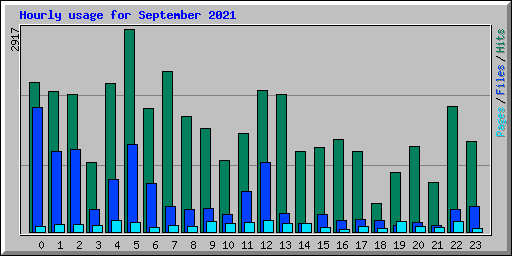 Hourly usage for September 2021
2917
Pages/Files/Hits
0 1 2 3 4 5 6 7 8 9 10 11 12 13 14 15 16 17 18 19 20 21 22 23